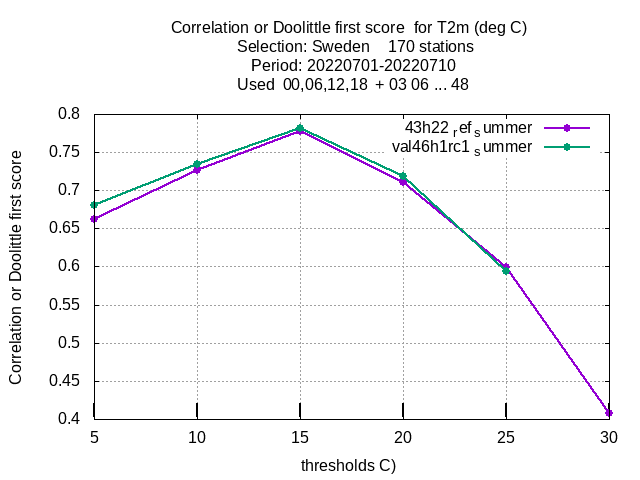 Correlation or Doolittle first score  for T2m (deg C)
Selection: Sweden    170 stations
Period: 20220701-20220710
Used  00,06,12,18  + 03 06 ... 48
43h22 ref summer
val46h1rc1 summer
Correlation or Doolittle first score
0.8
0.75
0.7
0.65
0.6
0.55
0.5
0.45
0.4
5 10 15 20 25 30
thresholds C)